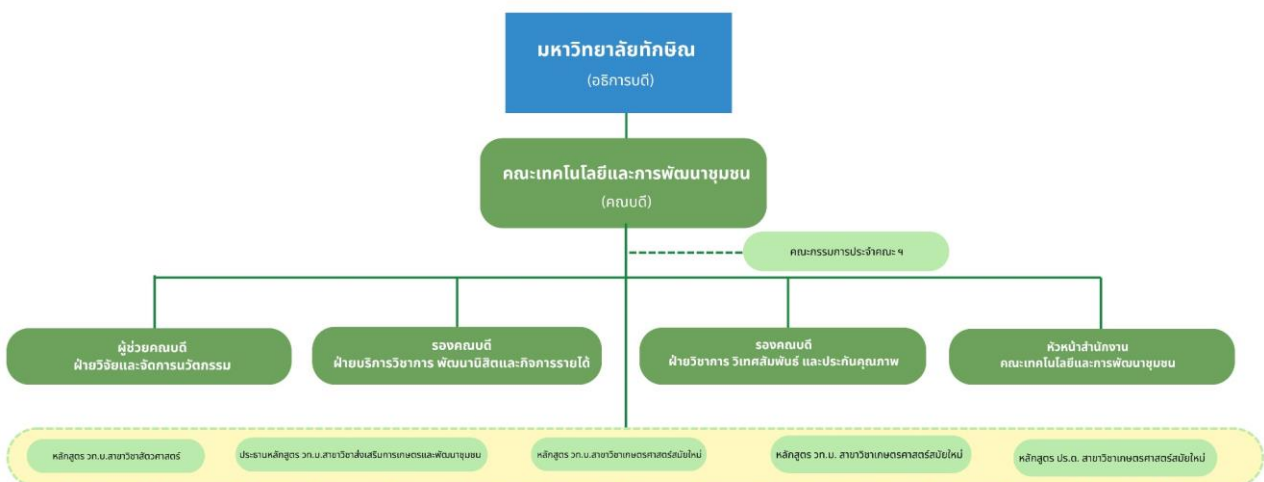 มหาวิทยาลัยทักษิณ
(อธิการบดี)
คณะเทคโนโลยีและการพัฒนาชุมชน
(คณบดี)
คณะกรรมการประจำคณะ ฯ
ผู้ช่วยคณบดี
ฝ่ายวิจัยและจัดการนวัตกรรม
รองคณบดี
ฝ่ายบริการวิชาการ พัฒนานิสิตและกิจการรายได้
รองคณบดี
ฝ่ายวิชาการ วิเทศสัมพันธ์ และประกันคุณภาพ
หัวหน้าสำนักงาน
คณะเทคโนโลยีและการพัฒนาชุมชน
หลักสูตร วท.บ.สาขาวิชาสัตวศาสตร์
ประธานหลักสูตร วท.บ.สาขาวิชาส่งเสริมการเกษตรและพัฒนาชุมชน
หลักสูตร วท.บ.สาขาวิชาเกษตรศาสตร์สมัยใหม่
หลักสูตร วท.ม. สาขาวิชาเกษตรศาสตร์สมัยใหม่
หลักสูตร ปร.ด. สาขาวิชาเกษตรศาสตร์สมัยใหม่